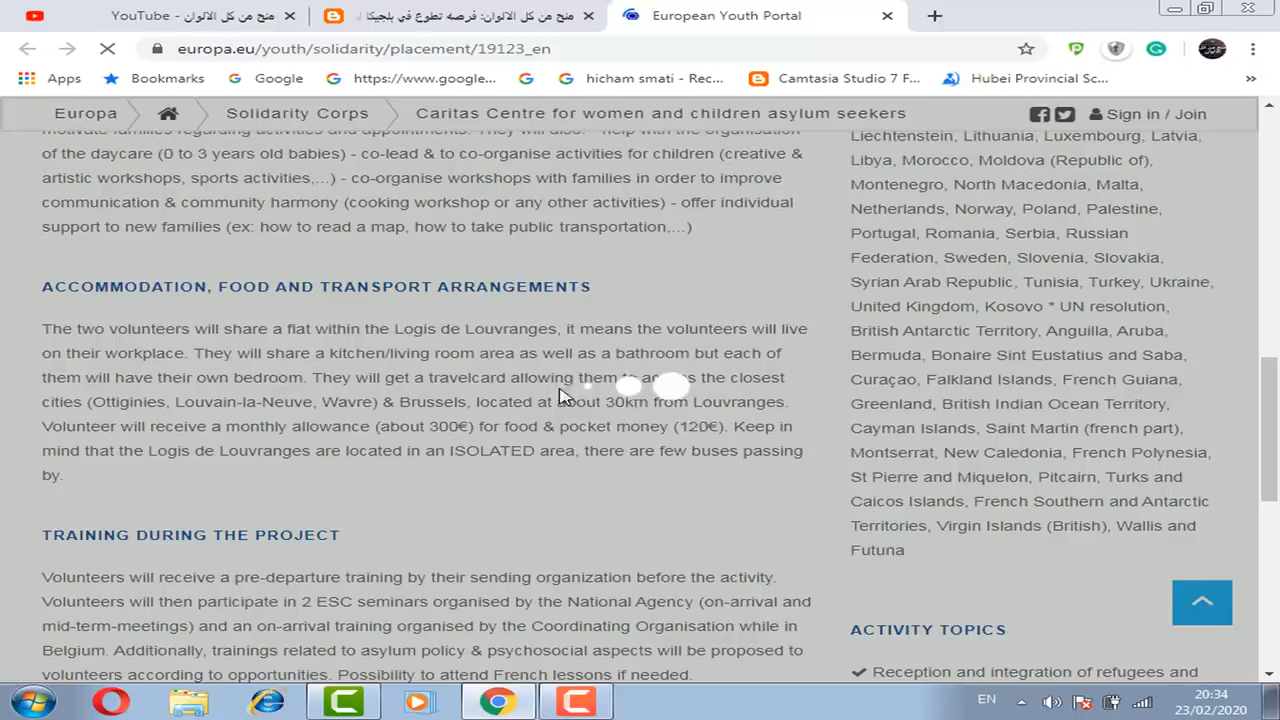 منح من كل الالوان - YouTube
منح من كل الالوان: فرصه تطوع في بلجيكا ل
European Youth Portal
europa.eu/youth/solidarity/placement/19123_en
Apps
Bookmarks
Google
https://www.google...
hicham smati - Rec...
Camtasia Studio 7 F...
Hubei Provincial Sc...
»
Europa
Solidarity Corps
Caritas Centre for women and children asylum seekers
Sign in / Join
motivate families regarding activities and appointments. They will also: - help with the organisation
of the daycare (0 to 3 years old babies) - co-lead & to co-organise activities for children (creative &
artistic workshops, sports activities,...) - co-organise workshops with families in order to improve
communication & community harmony (cooking workshop or any other activities) - offer individual
support to new families (ex: how to read a map, how to take public transportation,...)
ACCOMMODATION, FOOD AND TRANSPORT ARRANGEMENTS
The two volunteers will share a flat within the Logis de Louvranges, it means the volunteers will live
on their workplace. They will share a kitchen/living room area as well as a bathroom but each of
them will have their own bedroom. They will get a travelcard allowing them to access the closest
cities (Ottiginies, Louvain-la-Neuve, Wavre) & Brussels, located at about 30km from Louvranges.
Volunteer will receive a monthly allowance (about 300€) for food & pocket money (120€). Keep in
mind that the Logis de Louvranges are located in an ISOLATED area, there are few buses passing
by.
TRAINING DURING THE PROJECT
Volunteers will receive a pre-departure training by their sending organization before the activity.
Volunteers will then participate in 2 ESC seminars organised by the National Agency (on-arrival and
mid-term-meetings) and an on-arrival training organised by the Coordinating Organisation while in
Belgium. Additionally, trainings related to asylum policy & psychosocial aspects will be proposed to
volunteers according to opportunities. Possibility to attend French lessons if needed.
Liechtenstein, Lithuania, Luxembourg, Latvia,
Libya, Morocco, Moldova (Republic of),
Montenegro, North Macedonia, Malta,
Netherlands, Norway, Poland, Palestine,
Portugal, Romania, Serbia, Russian
Federation, Sweden, Slovenia, Slovakia,
Syrian Arab Republic, Tunisia, Turkey, Ukraine,
United Kingdom, Kosovo * UN resolution,
British Antarctic Territory, Anguilla, Aruba,
Bermuda, Bonaire Sint Eustatius and Saba,
Curaçao, Falkland Islands, French Guiana,
Greenland, British Indian Ocean Territory,
Cayman Islands, Saint Martin (french part),
Montserrat, New Caledonia, French Polynesia,
St Pierre and Miquelon, Pitcairn, Turks and
Caicos Islands, French Southern and Antarctic
Territories, Virgin Islands (British), Wallis and
Futuna
ACTIVITY TOPICS
Reception and integration of refugees and
EN
20:34
23/02/2020